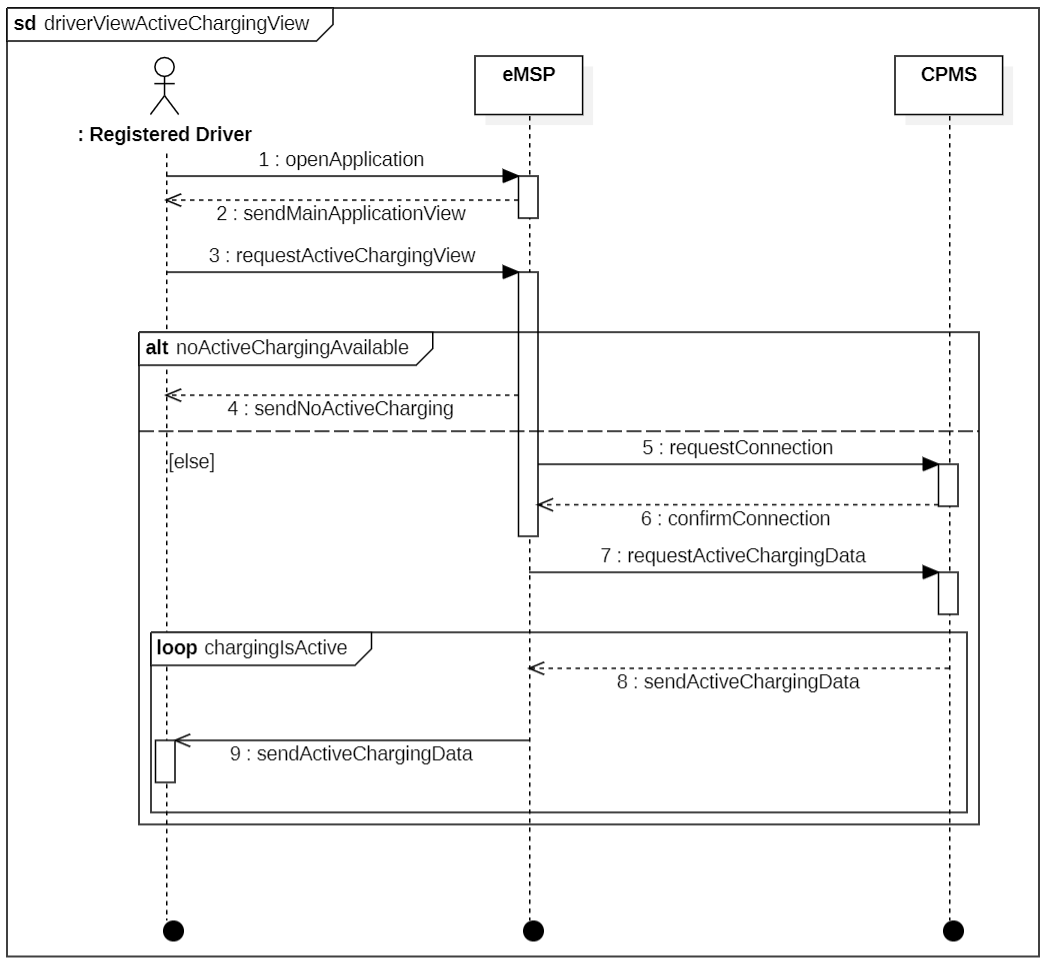 sd driverViewActiveChargingView
eMSP
CPMS
: Registered Driver
1 : openApplication
2 : sendMainApplicationView
3 : requestActiveChargingView
alt noActiveChargingAvailable
4 : sendNoActiveCharging
5 : requestConnection
[else]
6 : confirmConnection
7 : requestActiveChargingData
loop chargingIsActive
8 : sendActiveChargingData
9 : sendActiveChargingData